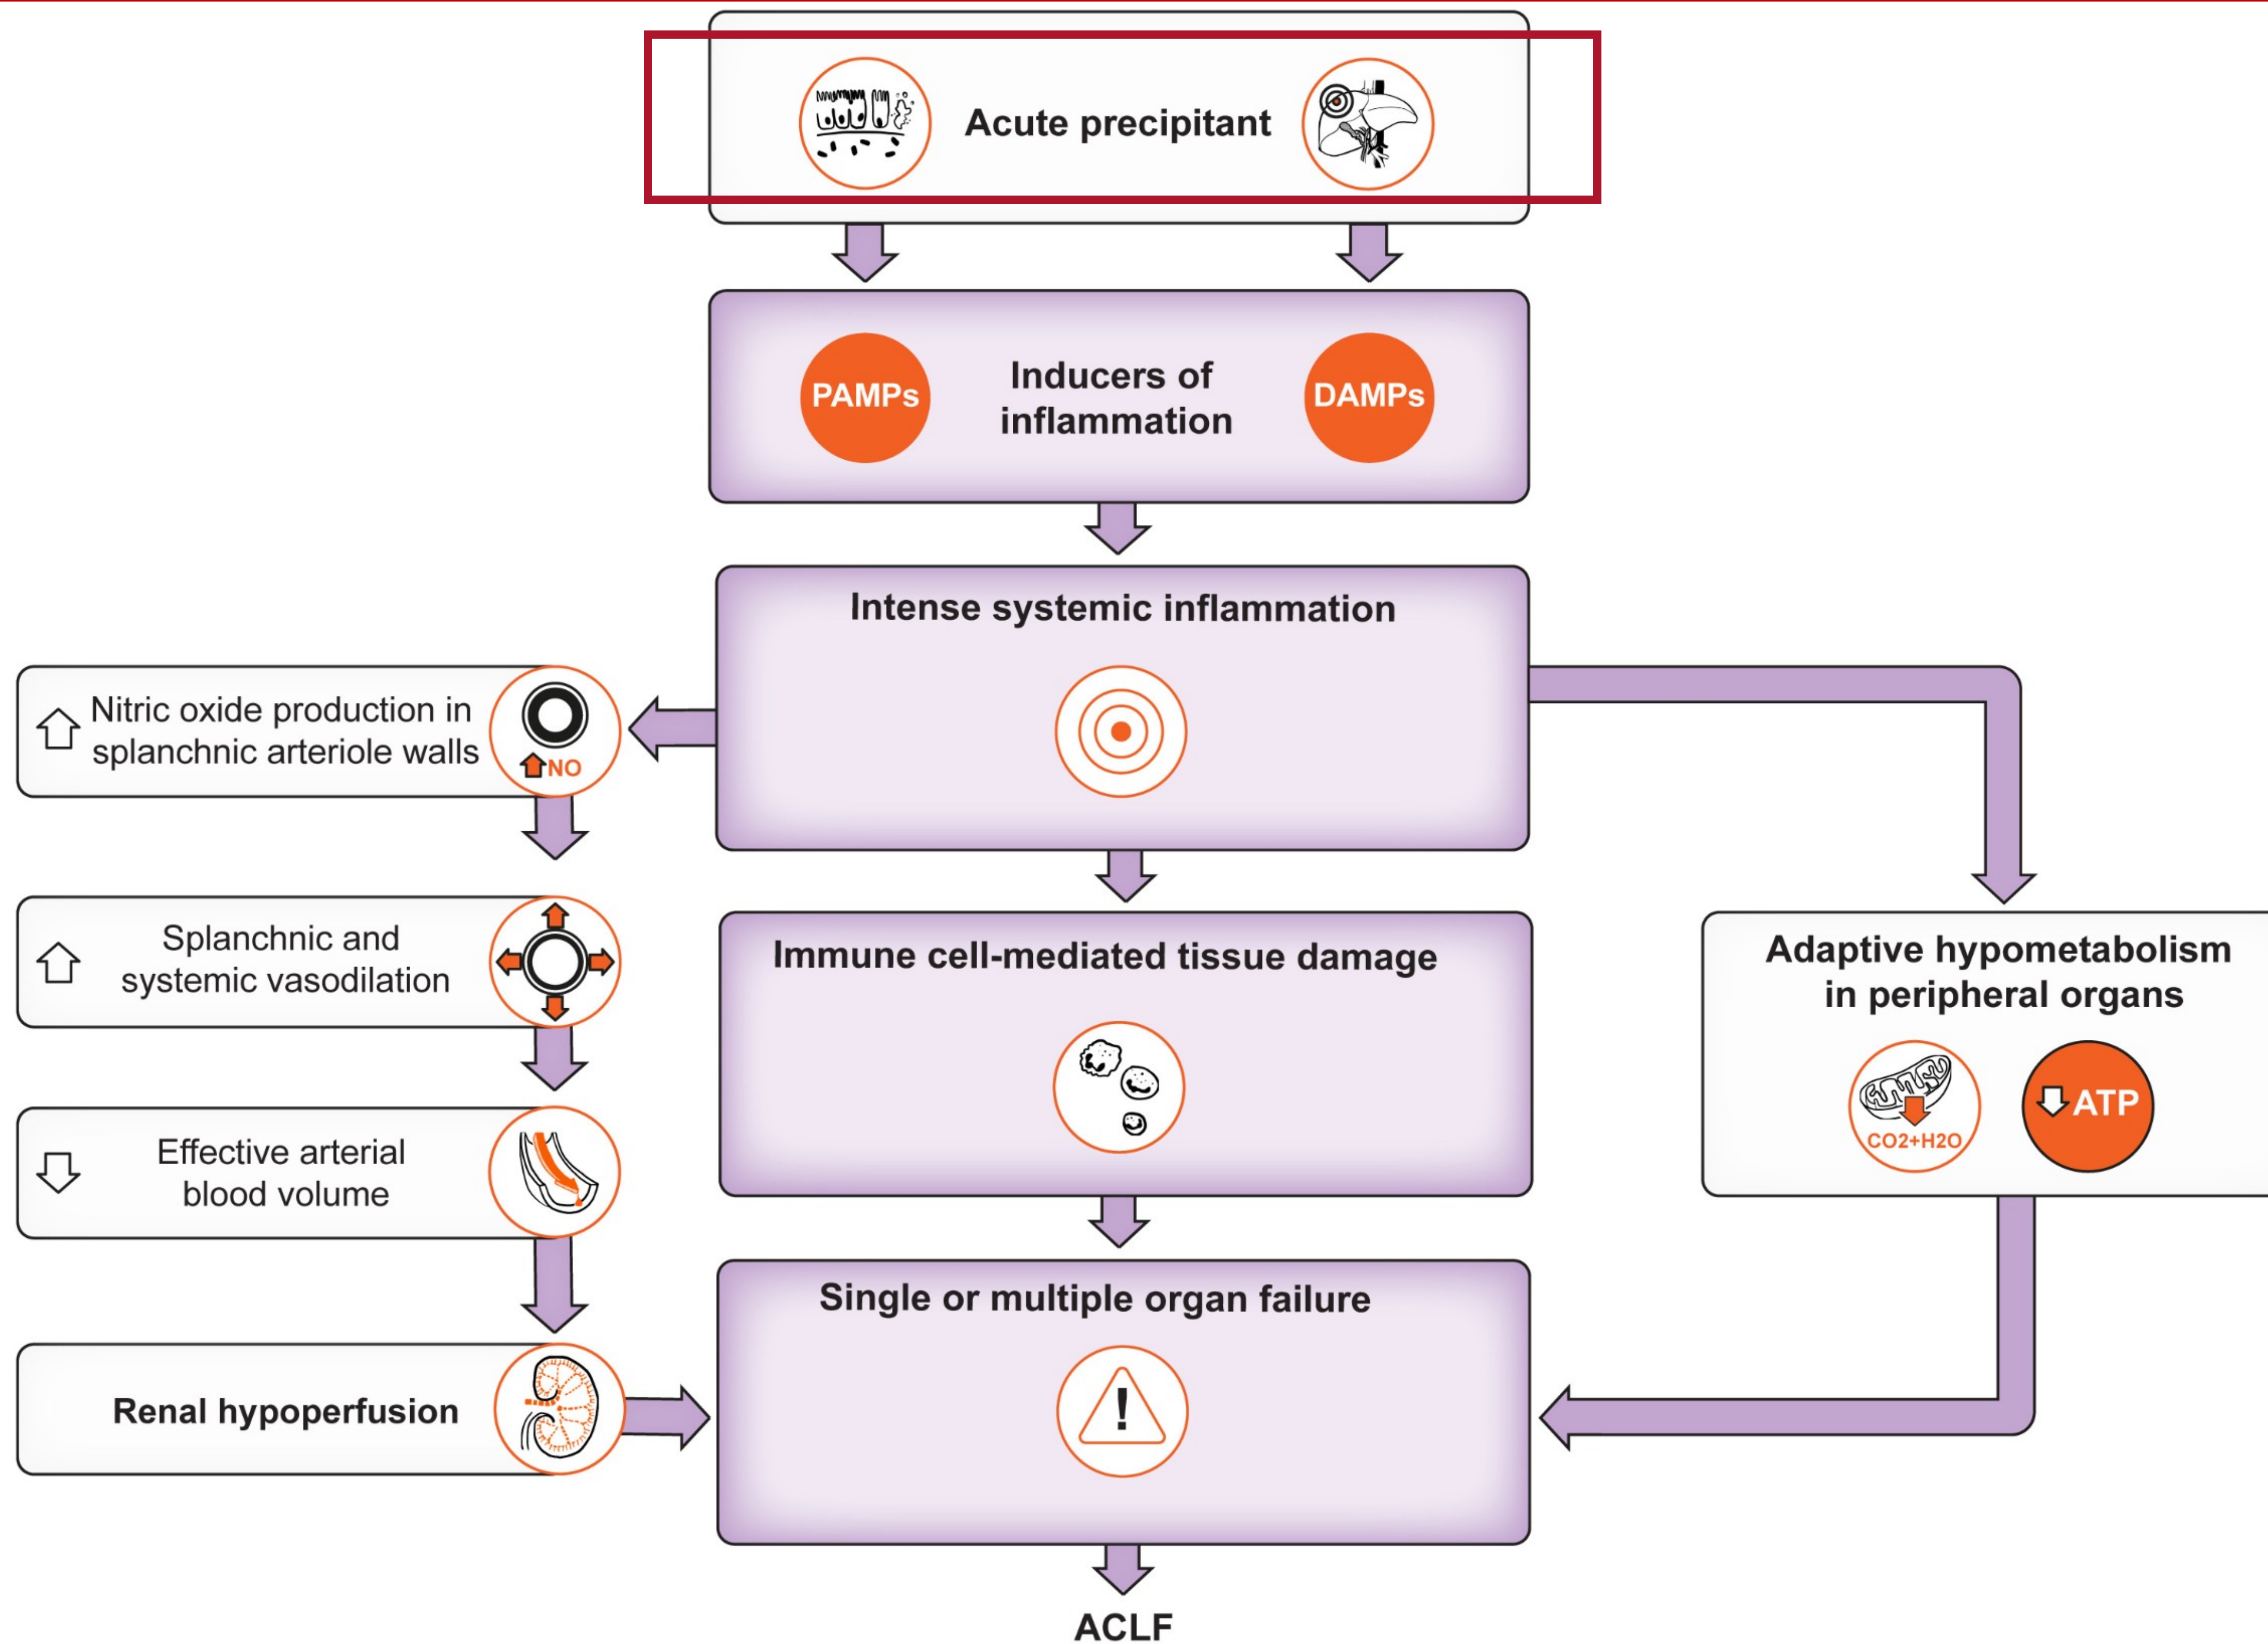 Acute precipitant
PAMPs
Inducers of
inflammation
DAMPs
Intense systemic inflammation
Nitric oxide production in
splanchnic arteriole walls
NO
Splanchnic and
systemic vasodilation
Immune cell-mediated tissue damage
Adaptive hypometabolism
in peripheral organs
CO2+H2O
ATP
Effective arterial
blood volume
Single or multiple organ failure
!
Renal hypoperfusion
ACLF